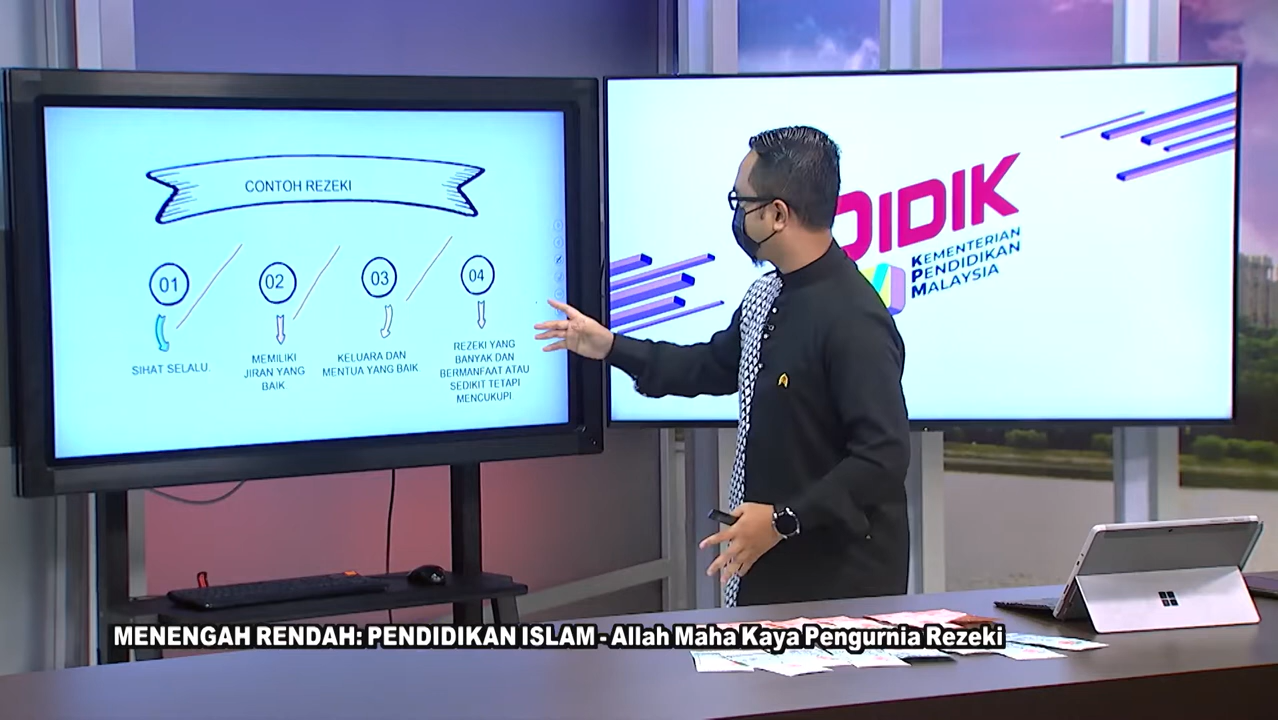 CONTOH REZEKI
01
02
03
04
SIHAT SELALU.
MEMILIKI
JIRAN YANG
BAIK
KELUARA DAN
MENTUA YANG BAIK
REZEKI YANG
BANYAK DAN
BERMANFAAT ATAU
SEDIKIT TETAPI
MENCUKUPI.
DIDIK
KEMENTERIAN
PENDIDIKAN
MALAYSIA
MENENGAH RENDAH: PENDIDIKAN ISLAM - Allah Maha Kaya Pengurnia Rezeki